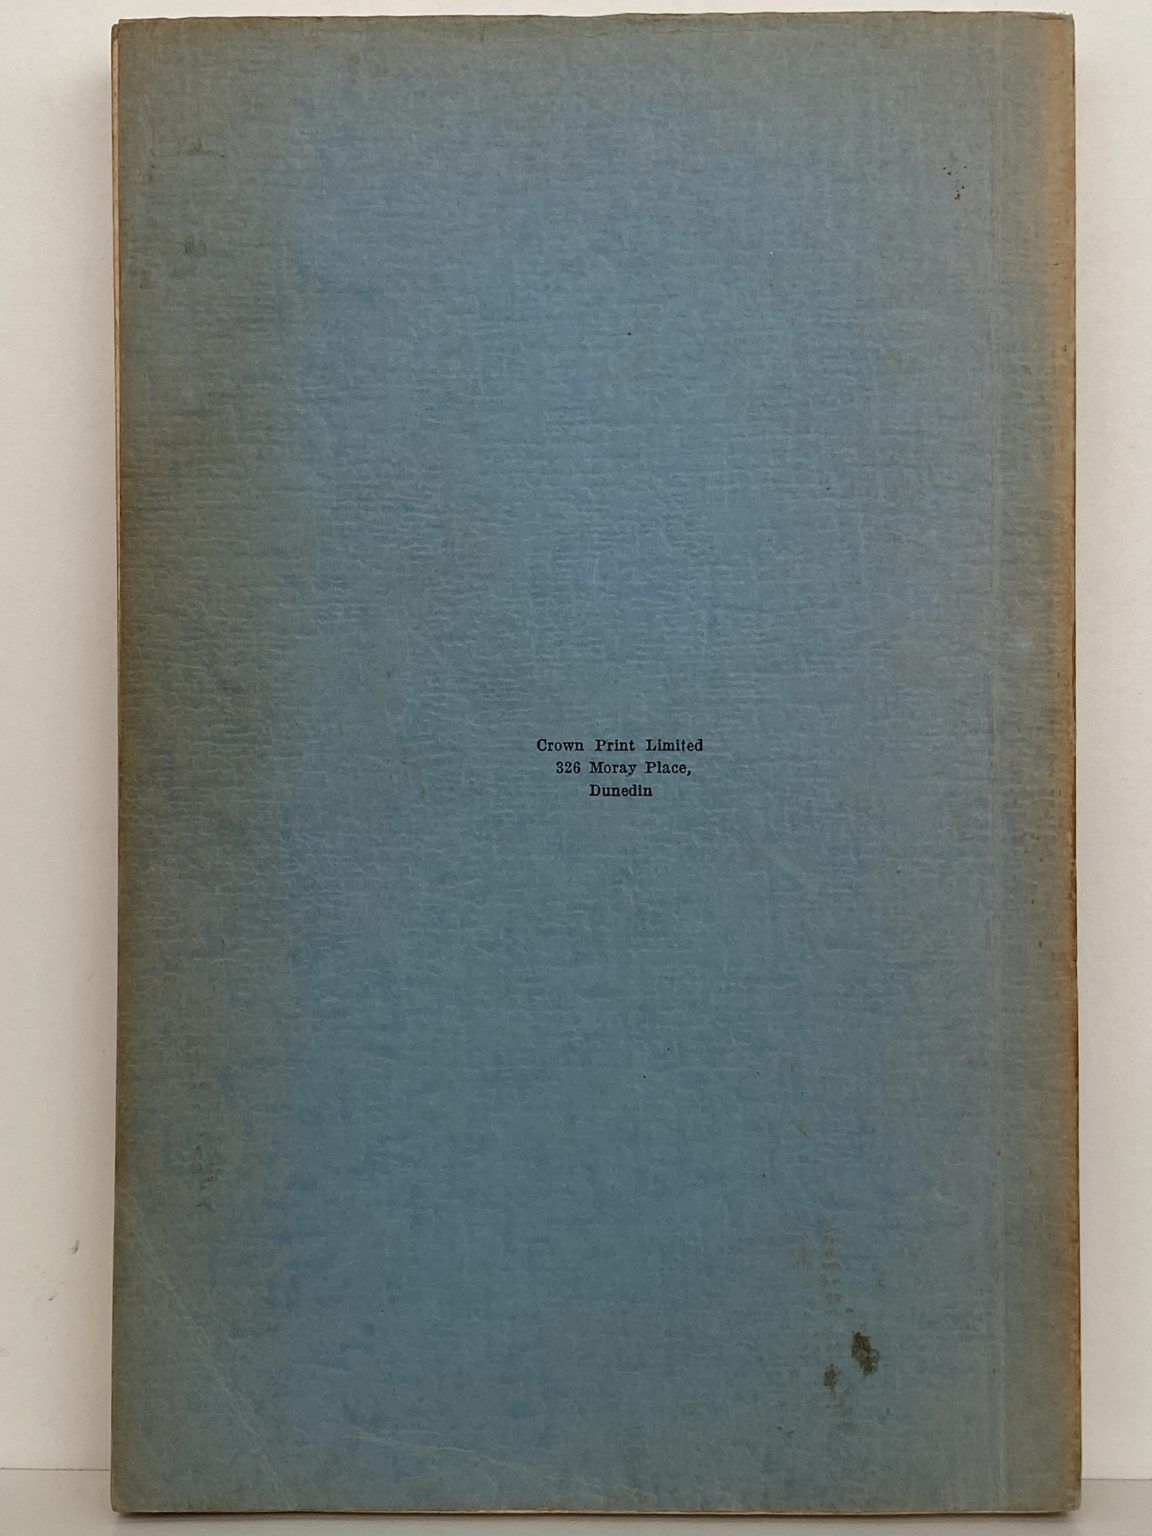 Crown Print Limited
326 Moray Place,
Dunedin